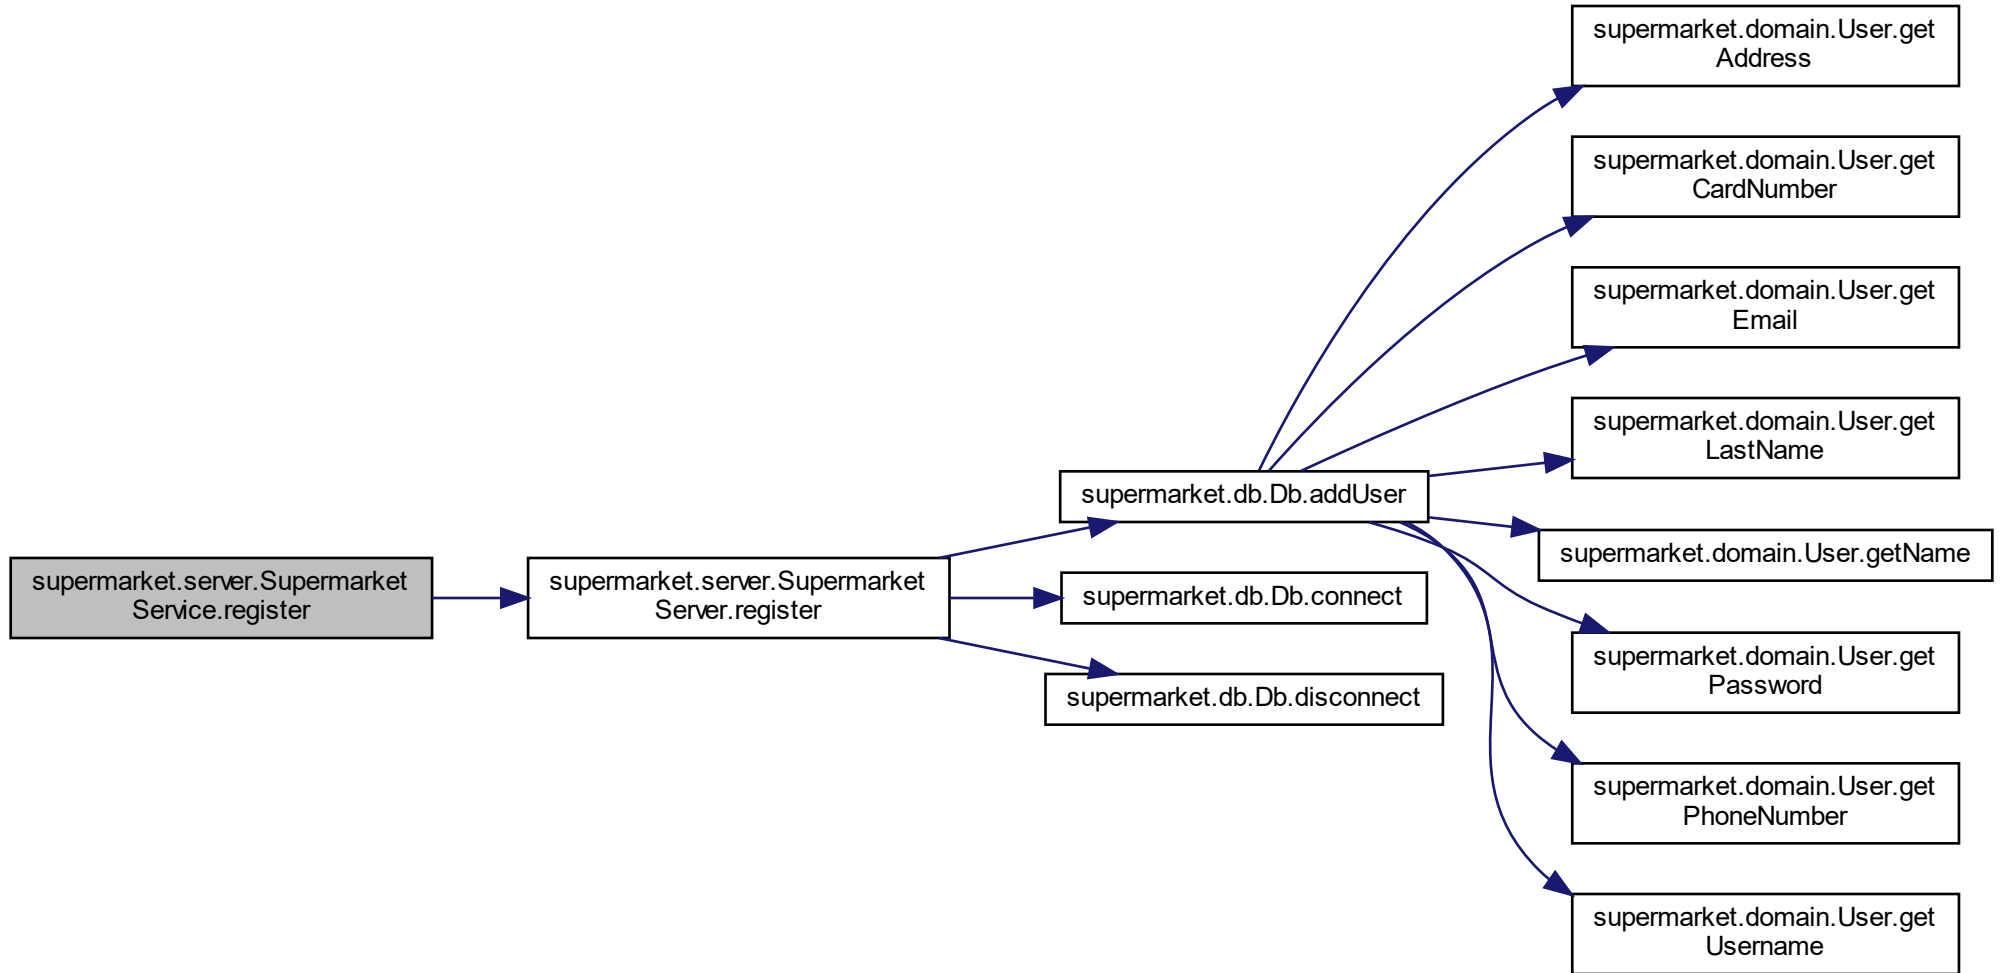 supermarket.server.Supermarket
Service.register
supermarket.server.Supermarket
Server.register
supermarket.db.Db.addUser
supermarket.db.Db.connect
supermarket.db.Db.disconnect
supermarket.domain.User.get
Address
supermarket.domain.User.get
CardNumber
supermarket.domain.User.get
Email
supermarket.domain.User.get
LastName
supermarket.domain.User.getName
supermarket.domain.User.get
Password
supermarket.domain.User.get
PhoneNumber
supermarket.domain.User.get
Username